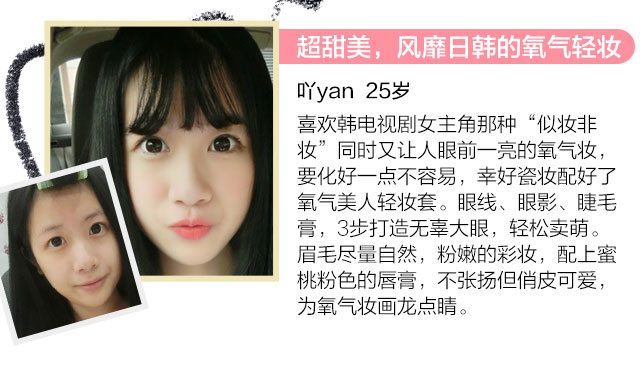 超甜美，风靡日韩的氧气轻妆
吖yan 25岁
喜欢韩电视剧女主角那种“似妆非
妆”同时又让人眼前一亮的氧气妆，
要化好一点不容易，幸好瓷妆配好了
氧气美人轻妆套。眼线、眼影、睫毛
膏，3步打造无辜大眼，轻松卖萌。
眉毛尽量自然，粉嫩的彩妆，配上蜜
桃粉色的唇膏，不张扬但俏皮可爱，
为氧气妆画龙点睛。